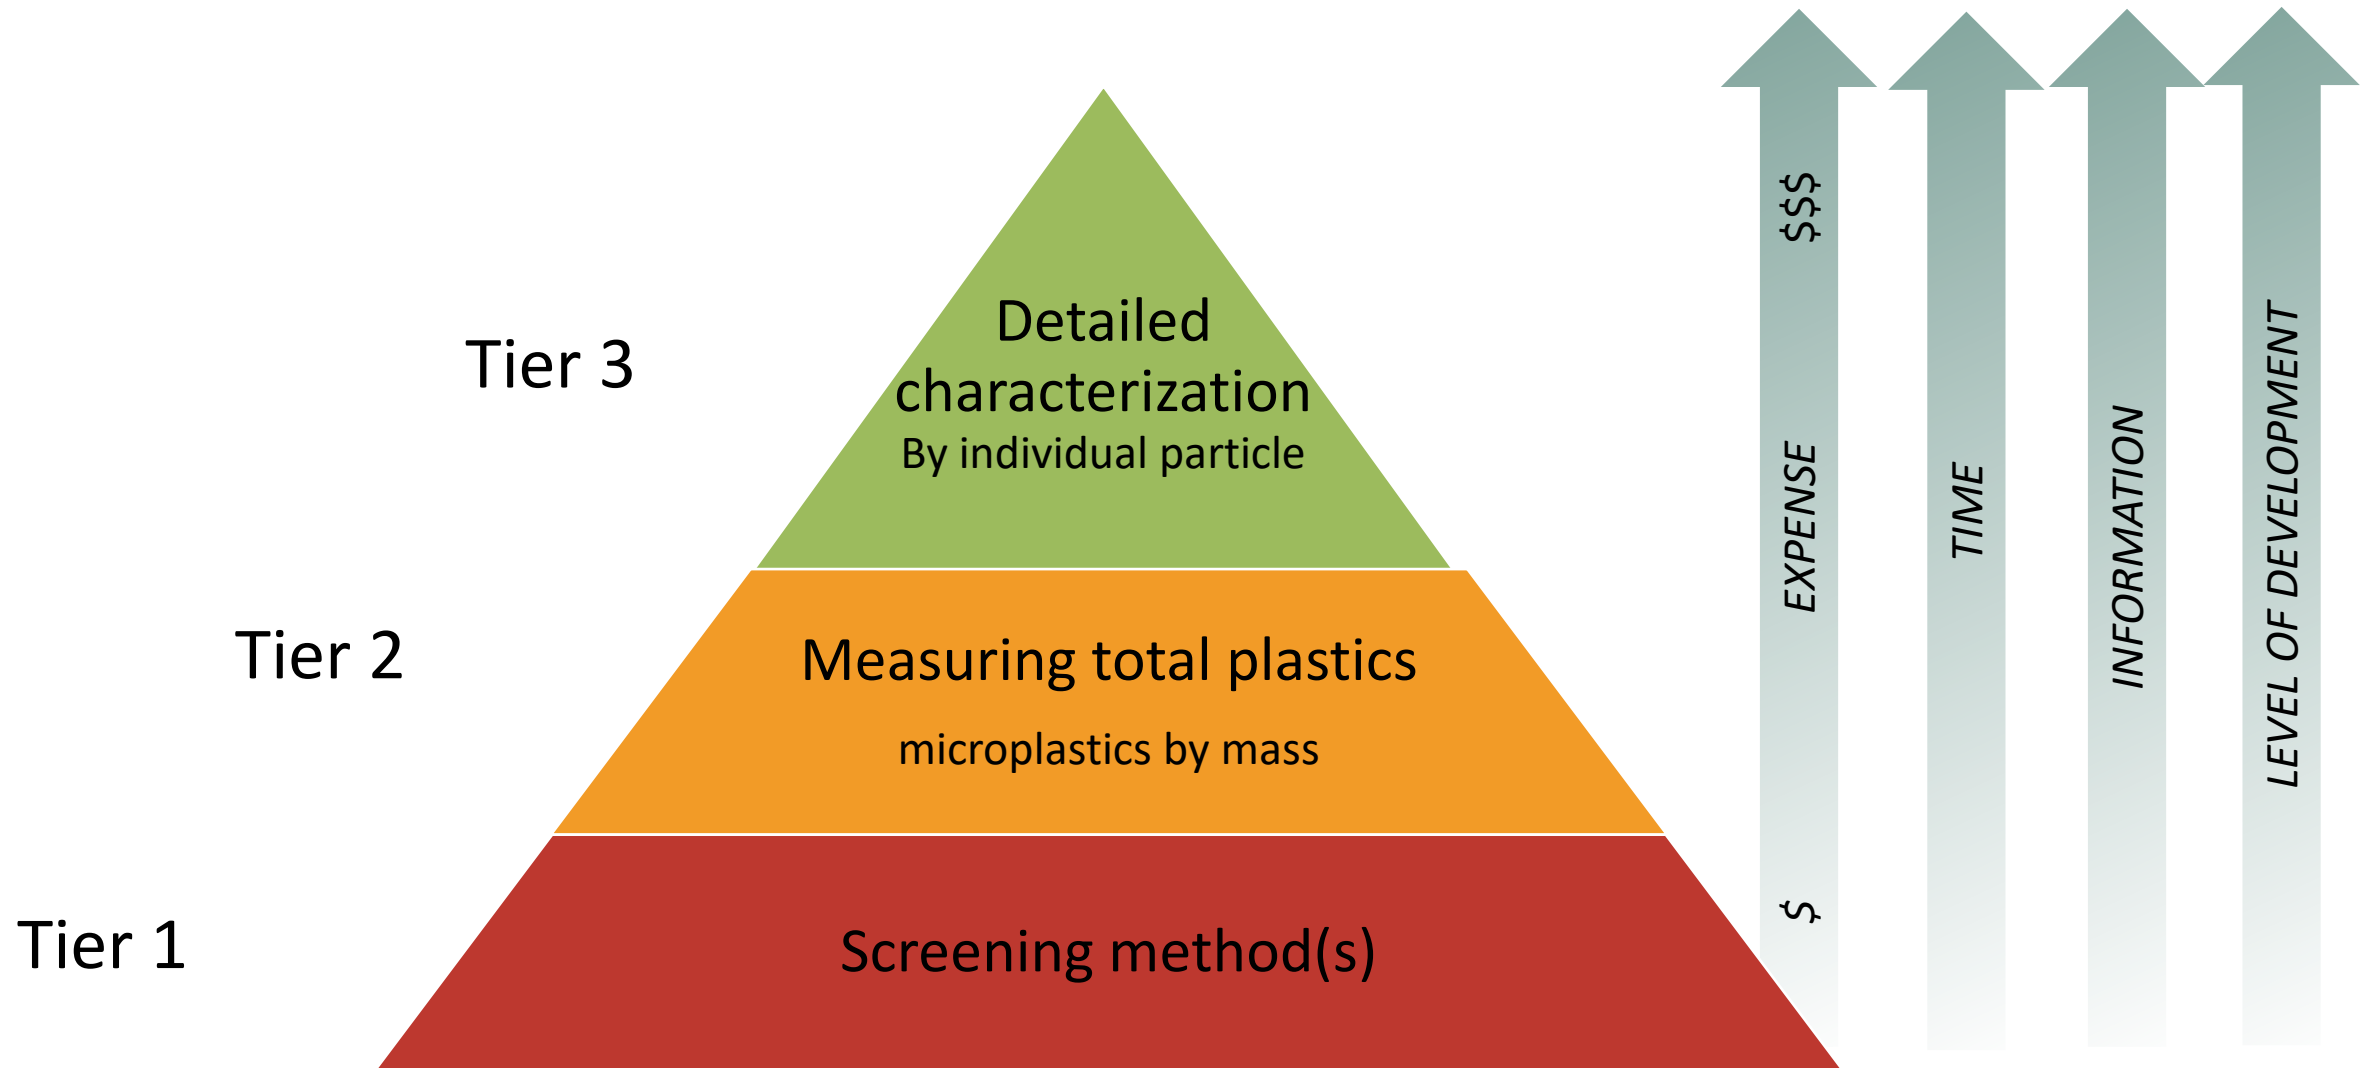 Tier 3
Detailed
characterization
By individual particle
Tier 2
Measuring total plastics
microplastics by mass
Tier 1
Screening method(s)
$ EXPENSE $$$
TIME
INFORMATION
LEVEL OF DEVELOPMENT